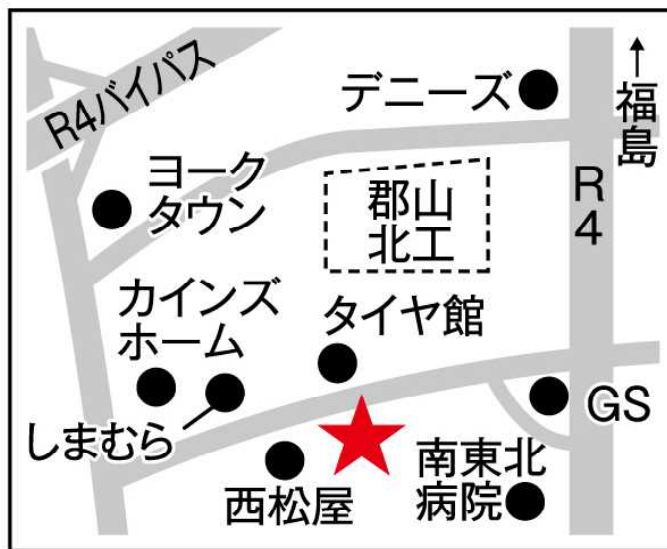 R4バイパス
デニーズ
↑福島
ヨーク
タウン
郡山
北工
R4
カインズ
ホーム
タイヤ館
しまむら
GS
西松屋
南東北
病院